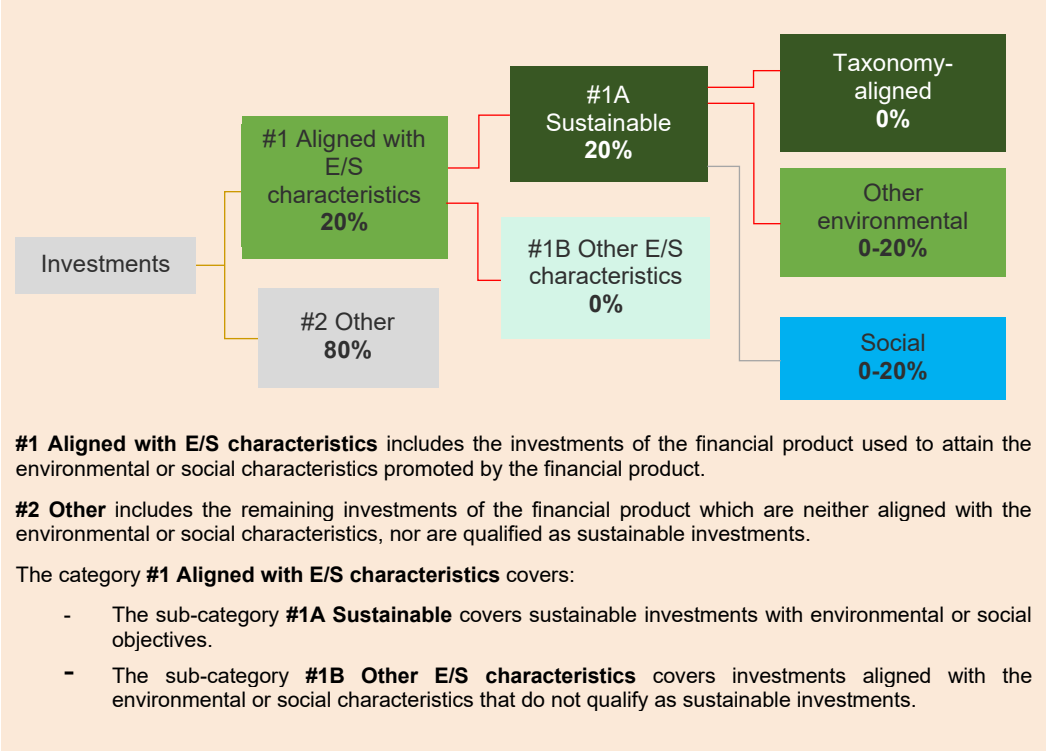 Investments
#1 Aligned with
E/S
characteristics
20%
#2 Other
80%
#1A
Sustainable
20%
#1B Other E/S
characteristics
0%
Taxonomy-
aligned
0%
Other
environmental
0-20%
Social
0-20%
#1 Aligned with E/S characteristics includes the investments of the financial product used to attain the
environmental or social characteristics promoted by the financial product.
#2 Other includes the remaining investments of the financial product which are neither aligned with the
environmental or social characteristics, nor are qualified as sustainable investments.
The category #1 Aligned with E/S characteristics covers:
- The sub-category #1A Sustainable covers sustainable investments with environmental or social
objectives.
- The sub-category #1B Other E/S characteristics covers investments aligned with the
environmental or social characteristics that do not qualify as sustainable investments.